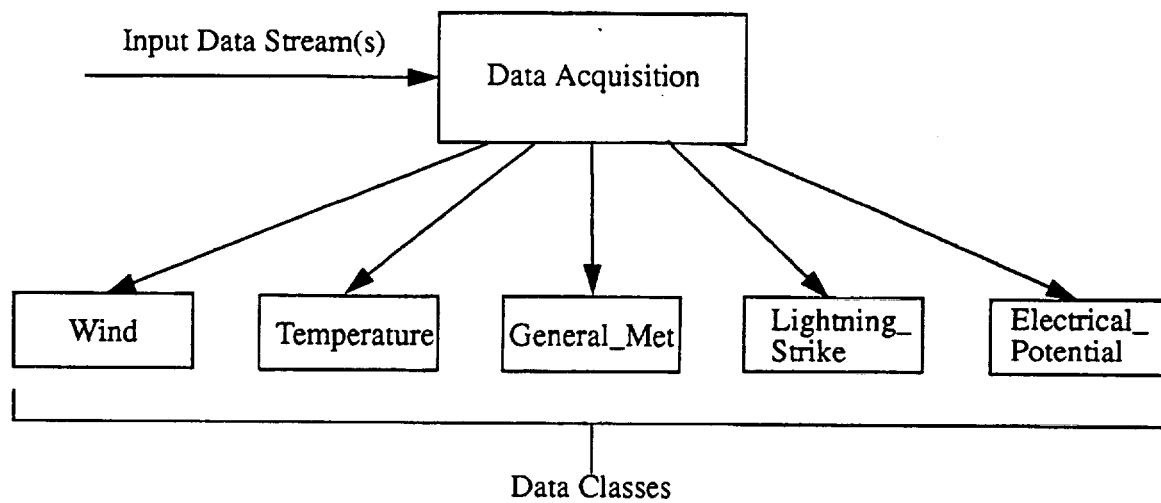 Input Data Stream(s)
Data Acquisition
Wind
Temperature
General_Met
Lightning_
Strike
Electrical_
Potential
Data Classes